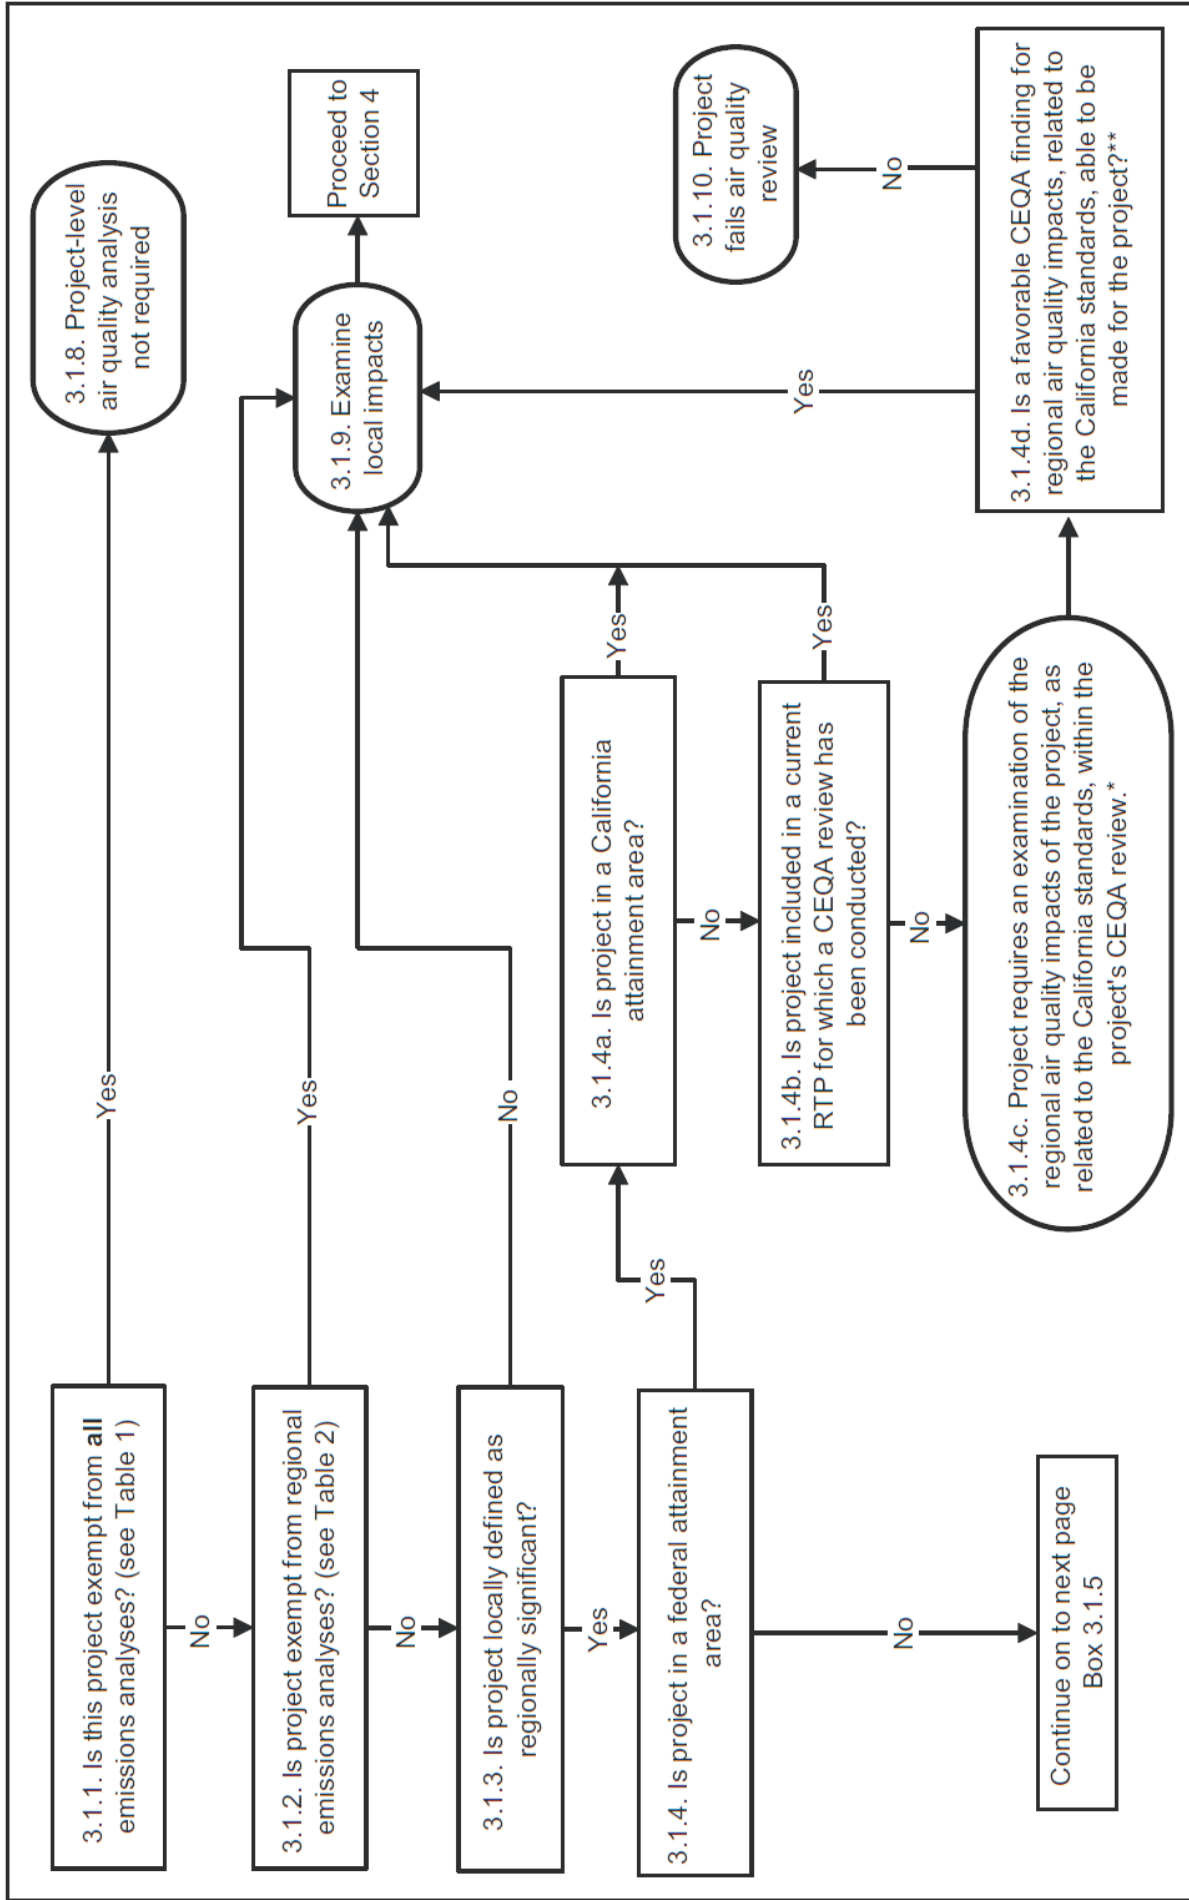 3.1.1. Is this project exempt from all
emissions analyses? (see Table 1)
Yes
3.1.8. Project-level
air quality analysis
not required
No
3.1.2. Is project exempt from regional
emissions analyses? (see Table 2)
Yes
3.1.9. Examine
local impacts
Proceed to
Section 4
No
3.1.3. Is project locally defined as
regionally significant?
No
Yes
3.1.4. Is project in a federal attainment
area?
Yes
3.1.4a. Is project in a California
attainment area?
Yes
No
3.1.4b. Is project included in a current
RTP for which a CEQA review has
been conducted?
Yes
No
3.1.4c. Project requires an examination of the
regional air quality impacts of the project, as
related to the California standards, within the
project's CEQA review.*
3.1.4d. Is a favorable CEQA finding for
regional air quality impacts, related to
the California standards, able to be
made for the project?**
Yes
No
3.1.10. Project
fails air quality
review
No
Continue on to next page
Box 3.1.5